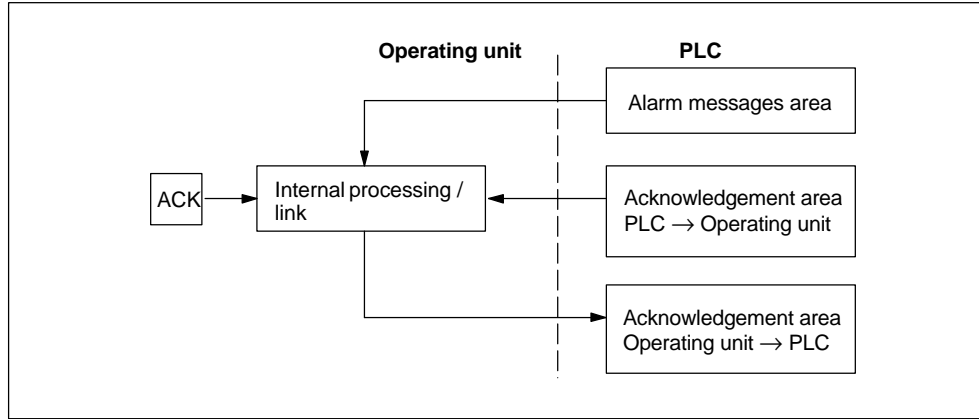 Operating unit
PLC
Alarm messages area
ACK
Internal processing /
link
Acknowledgement area
PLC → Operating unit
Acknowledgement area
Operating unit → PLC